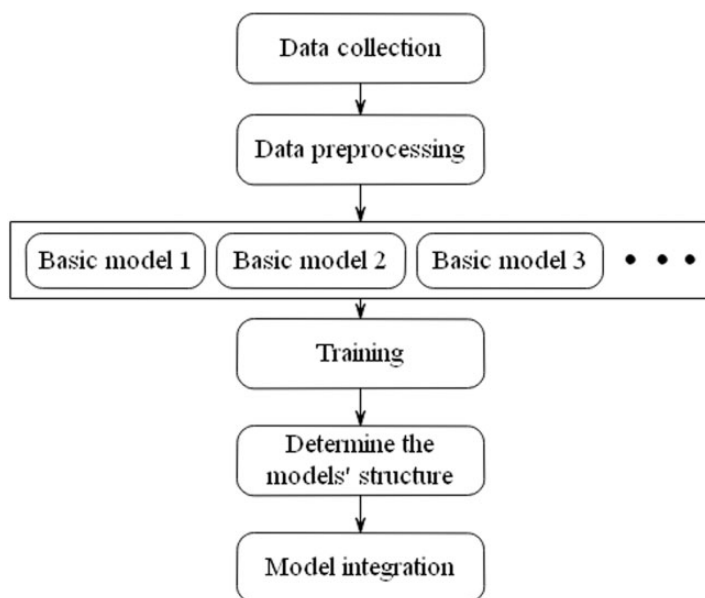 Data collection
Data preprocessing
Basic model 1
Basic model 2
Basic model 3
• • •
Training
Determine the
models' structure
Model integration